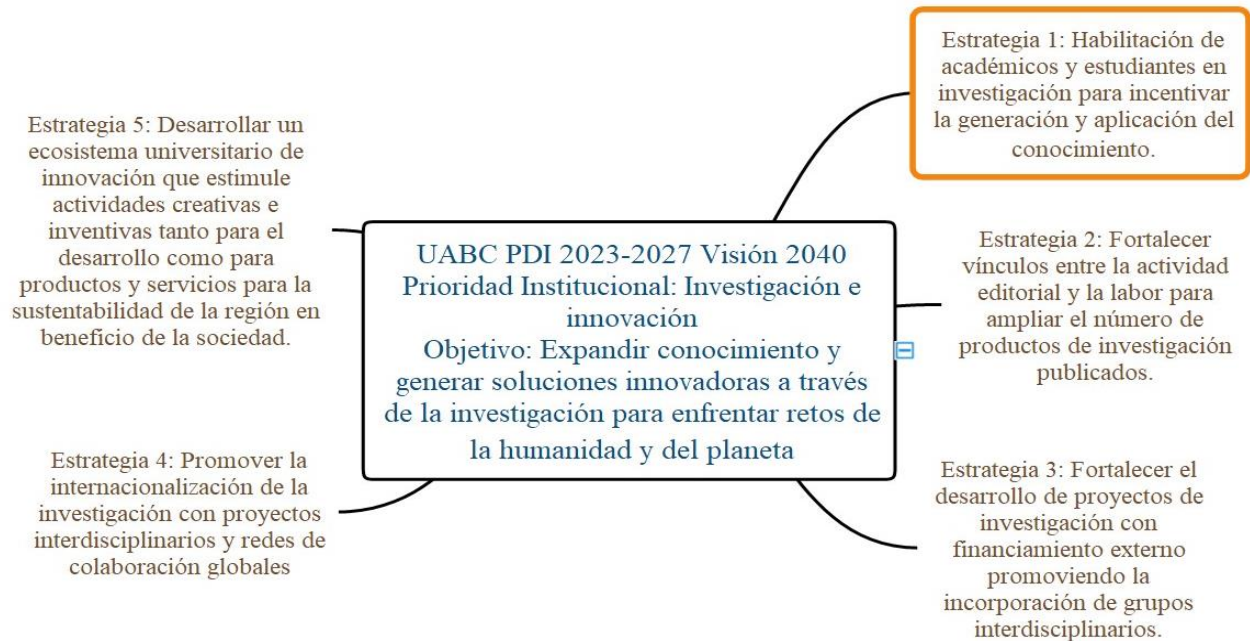 UABC PDI 2023-2027 Visión 2040
Prioridad Institucional: Investigación e
innovación
Objetivo: Expandir conocimiento y
generar soluciones innovadoras a través
de la investigación para enfrentar retos de
la humanidad y del planeta
Estrategia 1: Habilitación de
académicos y estudiantes en
investigación para incentivar
la generación y aplicación del
conocimiento.
Estrategia 2: Fortalecer
vínculos entre la actividad
editorial y la labor para
ampliar el número de
productos de investigación
publicados.
Estrategia 3: Fortalecer el
desarrollo de proyectos de
investigación con
financiamiento externo
promoviendo la
incorporación de grupos
interdisciplinarios.
Estrategia 4: Promover la
internacionalización de la
investigación con proyectos
interdisciplinarios y redes de
colaboración globales
Estrategia 5: Desarrollar un
ecosistema universitario de
innovación que estimule
actividades creativas e
inventivas tanto para el
desarrollo como para
productos y servicios para la
sustentabilidad de la región en
beneficio de la sociedad.